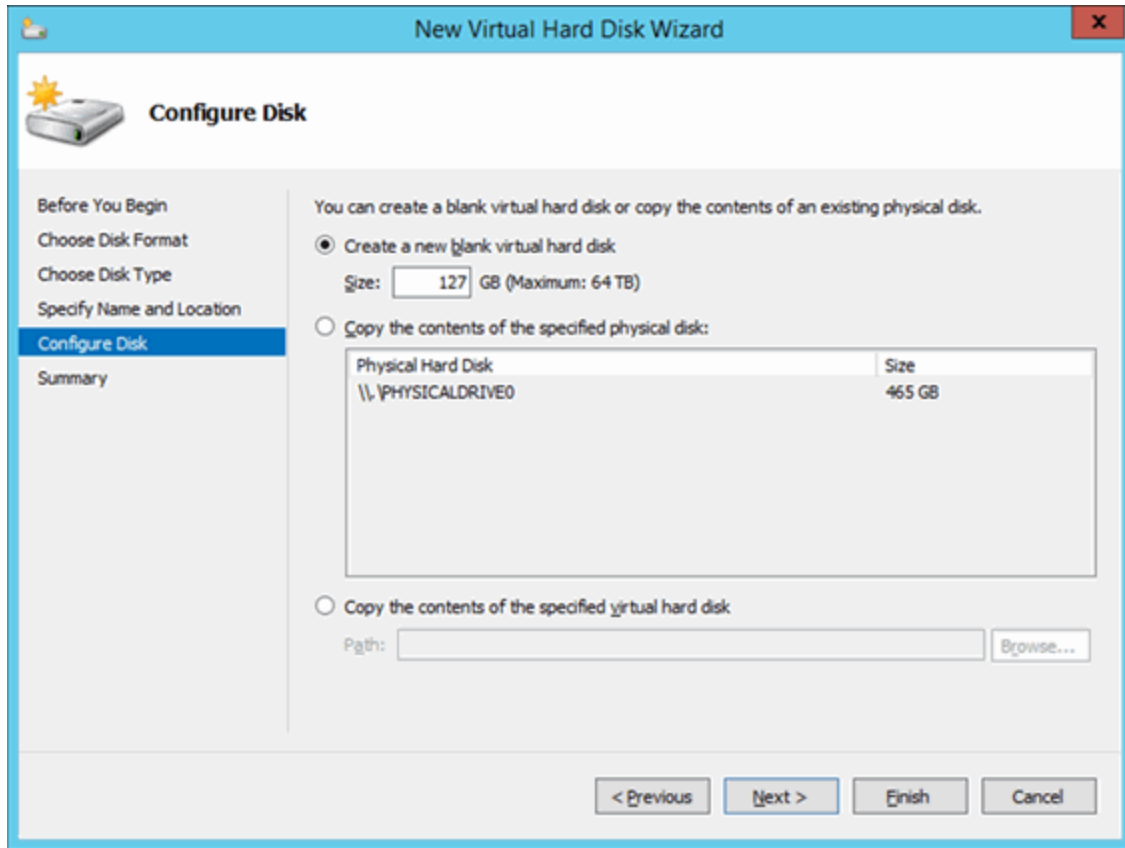 New Virtual Hard Disk Wizard
x
Configure Disk
Before You Begin
Choose Disk Format
Choose Disk Type
Specify Name and Location
Configure Disk
Summary
You can create a blank virtual hard disk or copy the contents of an existing physical disk.
Create a new blank virtual hard disk
Size: 127 GB (Maximum: 64 TB)
Copy the contents of the specified physical disk:
Physical Hard Disk Size
\\.\PHYSICALDRIVE0 465 GB
Copy the contents of the specified virtual hard disk
Path: Browse...
< Previous Next > Finish Cancel